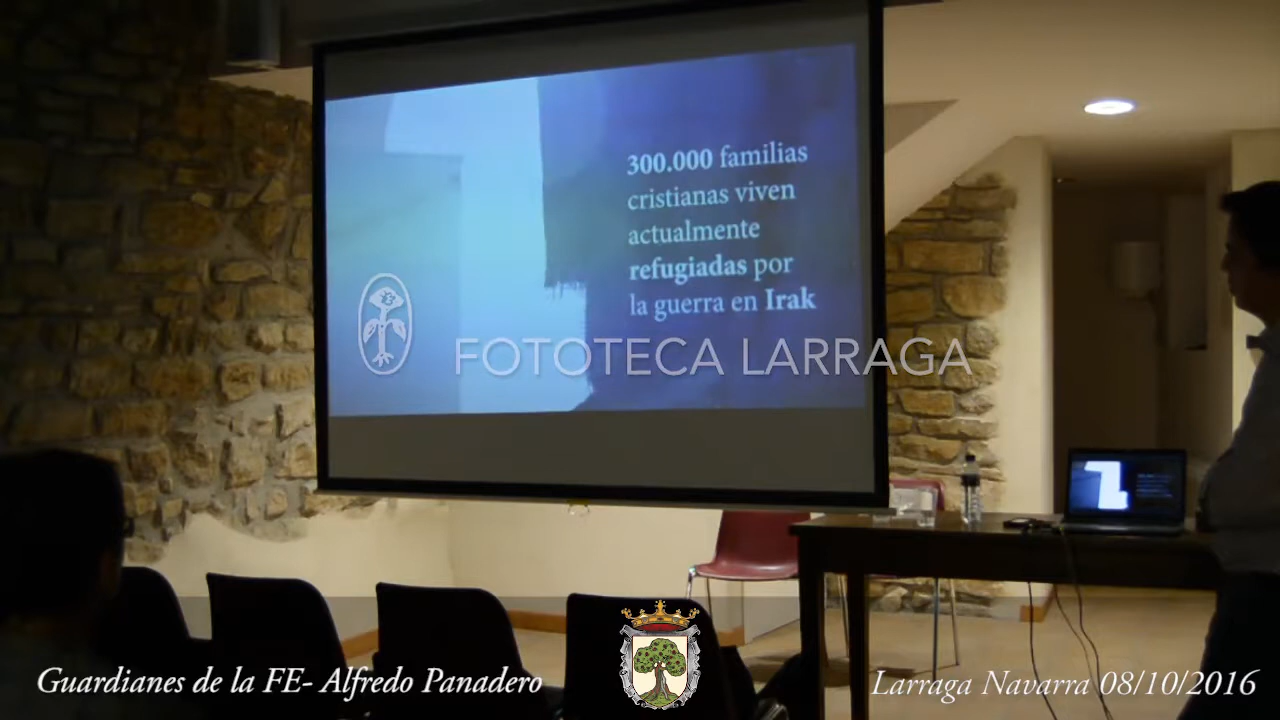 300.000 familias
cristianas viven
actualmente
refugiadas por
la guerra en Irak
FOTOTECA LARRAGA
Guardianes de la FE- Alfredo Panadero
Larraga Navarra 08/10/2016